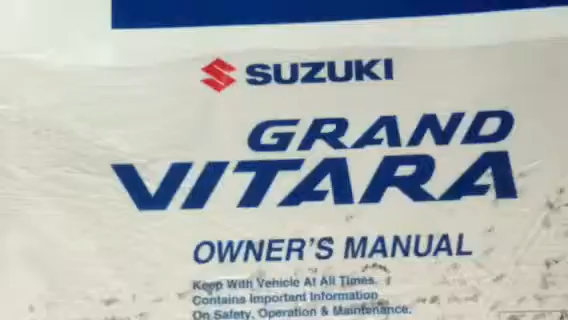 SUZUKI
GRAND
VITARA
OWNER'S MANUAL
Keep With Vehicle At All Times.
Contains Important Information
On Safety, Operation & Maintenance.